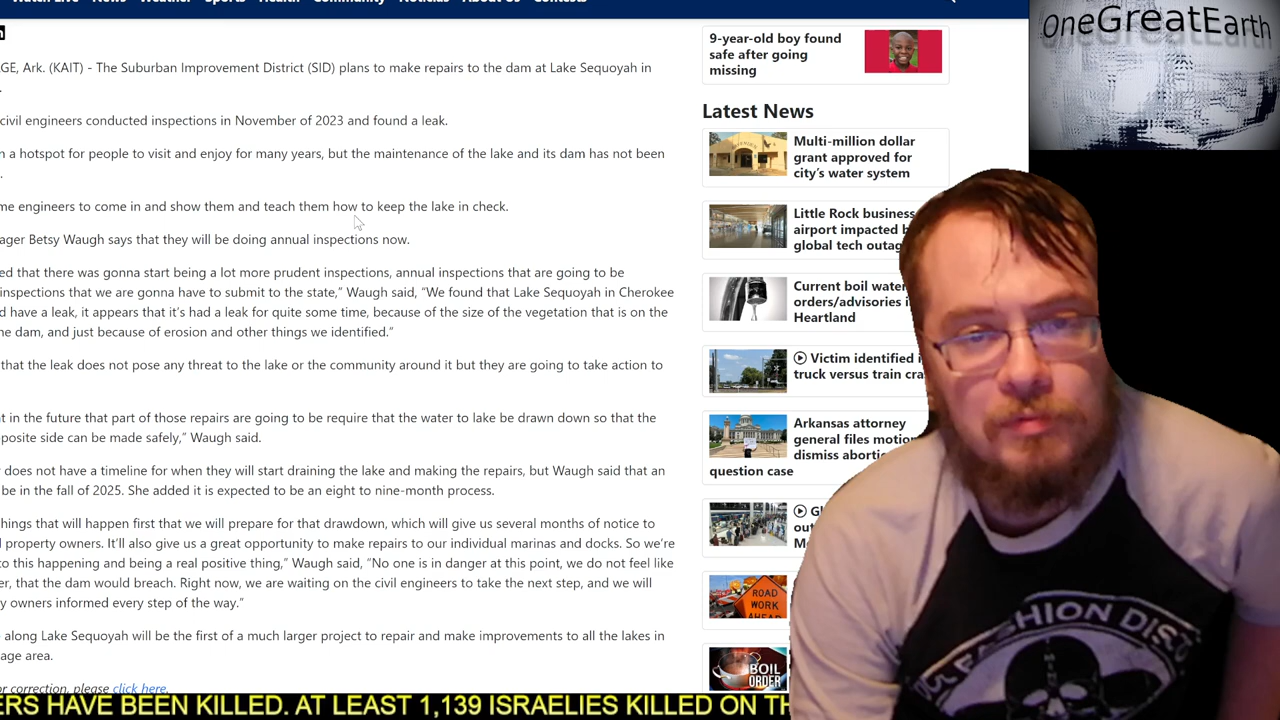 Watch Live News Weather Sports Health Community Noticias About Us Contests
OneGreatEarth
GE, Ark. (KAIT) - The Suburban Improvement District (SID) plans to make repairs to the dam at Lake Sequoyah in
.
civil engineers conducted inspections in November of 2023 and found a leak.
a hotspot for people to visit and enjoy for many years, but the maintenance of the lake and its dam has not been
.
me engineers to come in and show them and teach them how to keep the lake in check.
ager Betsy Waugh says that they will be doing annual inspections now.
ed that there was gonna start being a lot more prudent inspections, annual inspections that are going to be
inspections that we are gonna have to submit to the state,” Waugh said, “We found that Lake Sequoyah in Cherokee
d have a leak, it appears that it’s had a leak for quite some time, because of the size of the vegetation that is on the
he dam, and just because of erosion and other things we identified.”
that the leak does not pose any threat to the lake or the community around it but they are going to take action to
t in the future that part of those repairs are going to be require that the water to lake be drawn down so that the
posite side can be made safely,” Waugh said.
does not have a timeline for when they will start draining the lake and making the repairs, but Waugh said that an
be in the fall of 2025. She added it is expected to be an eight to nine-month process.
hings that will happen first that we will prepare for that drawdown, which will give us several months of notice to
property owners. It’ll also give us a great opportunity to make repairs to our individual marinas and docks. So we’re
to this happening and being a real positive thing,” Waugh said, “No one is in danger at this point, we do not feel like
er, that the dam would breach. Right now, we are waiting on the civil engineers to take the next step, and we will
y owners informed every step of the way.”
along Lake Sequoyah will be the first of a much larger project to repair and make improvements to all the lakes in
age area.
or correction, please click here.
9-year-old boy found
safe after going
missing
Latest News
Multi-million dollar
grant approved for
city’s water system
Little Rock business
airport impacted b
global tech outag
Current boil water
orders/advisories i
Heartland
Victim identified i
truck versus train cra
Arkansas attorney
general files motio
dismiss aborti
question case
Gl
out
M
ROAD
WORK
AHEAD
BOIL
ORDER
FASHION DIST
ERS HAVE BEEN KILLED. AT LEAST 1,139 ISRAELIES KILLED ON TH